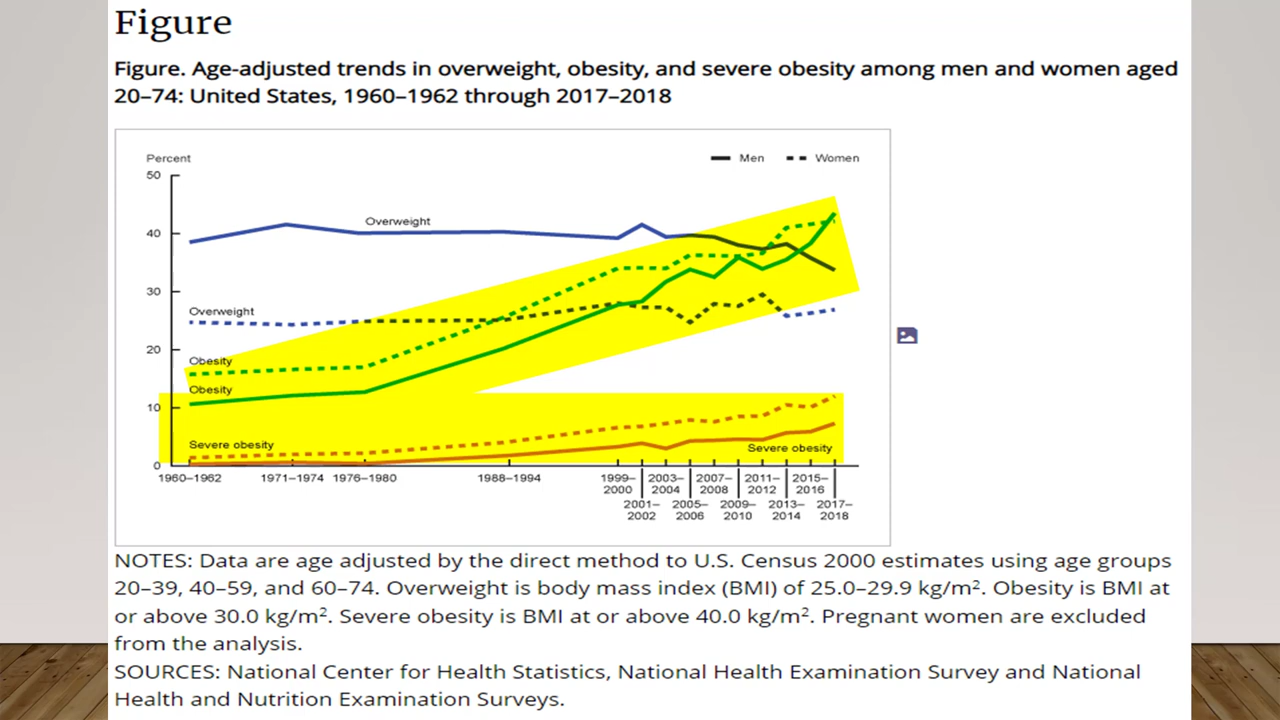 Figure
Figure. Age-adjusted trends in overweight, obesity, and severe obesity among men and women aged
20–74: United States, 1960–1962 through 2017–2018
Percent
Men
Women
50
40
30
20
10
0
Overweight
Overweight
Obesity
Obesity
Severe obesity
Severe obesity
1960–1962
1971–1974
1976–1980
1988–1994
1999–
2000
2001–
2002
2003–
2004
2005–
2006
2007–
2008
2009–
2010
2011–
2012
2013–
2014
2015–
2016
2017–
2018
NOTES: Data are age adjusted by the direct method to U.S. Census 2000 estimates using age groups
20–39, 40–59, and 60–74. Overweight is body mass index (BMI) of 25.0–29.9 kg/m². Obesity is BMI at
or above 30.0 kg/m². Severe obesity is BMI at or above 40.0 kg/m². Pregnant women are excluded
from the analysis.
SOURCES: National Center for Health Statistics, National Health Examination Survey and National
Health and Nutrition Examination Surveys.